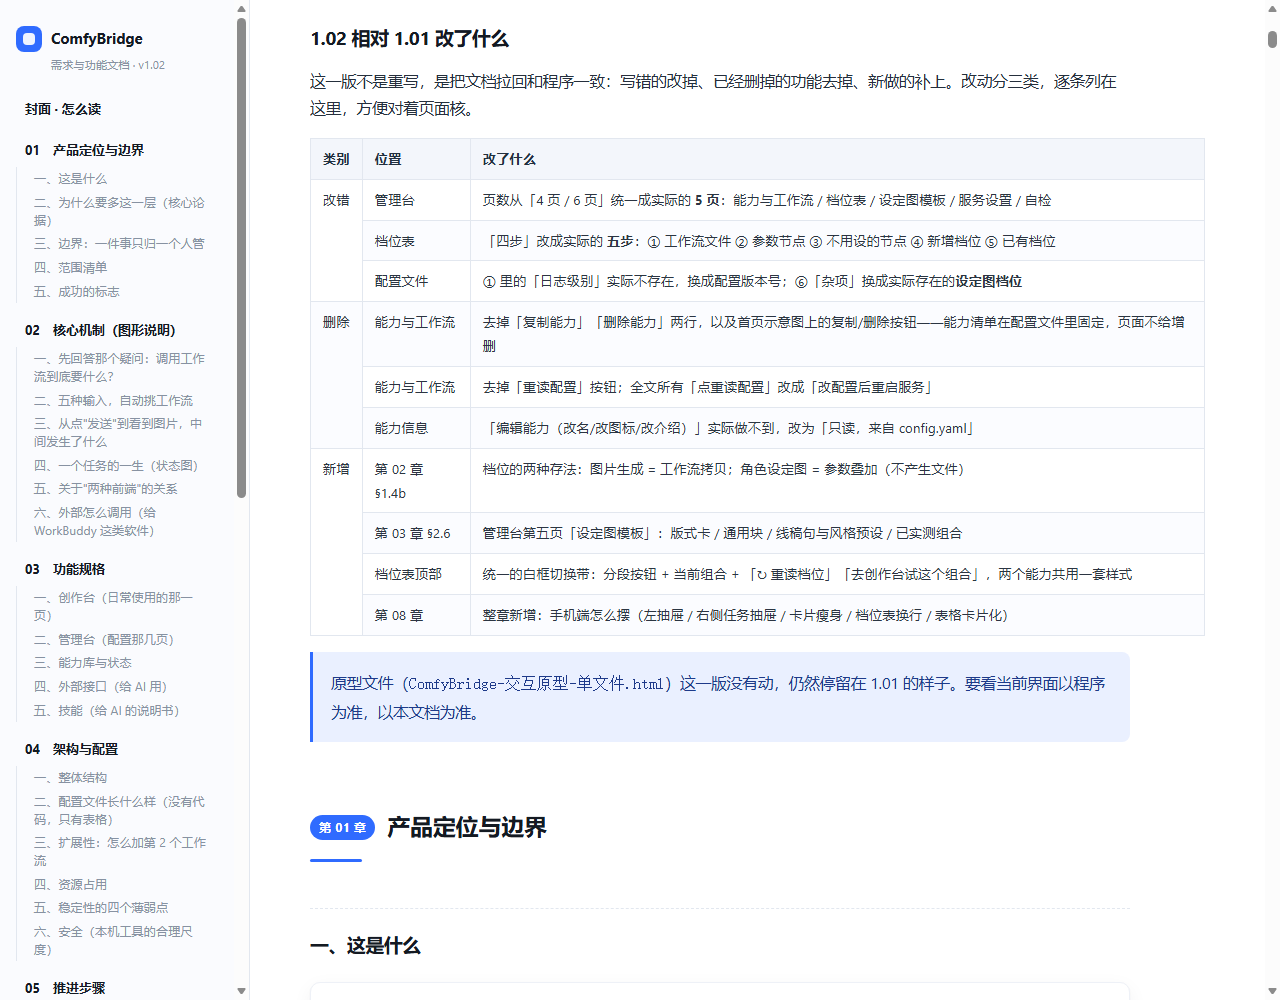 ComfyBridge
需求与功能文档 · v1.02
封面 · 怎么读
01 产品定位与边界
一、这是什么
二、为什么要多这一层（核心论
据）
三、边界：一件事只归一个人管
四、范围清单
五、成功的标志
02 核心机制（图形说明）
一、先回答那个疑问：调用工作
流到底要什么？
二、五种输入，自动挑工作流
三、从点"发送"到看到图片，中
间发生了什么
四、一个任务的一生（状态图）
五、关于"两种前端"的关系
六、外部怎么调用（给
WorkBuddy 这类软件）
03 功能规格
一、创作台（日常使用的那一
页）
二、管理台（配置那几页）
三、能力库与状态
四、外部接口（给 AI 用）
五、技能（给 AI 的说明书）
04 架构与配置
一、整体结构
二、配置文件长什么样（没有代
码，只有表格）
三、扩展性：怎么加第 2 个工作
流
四、资源占用
五、稳定性的四个薄弱点
六、安全（本机工具的合理尺
度）
05 推进步骤
1.02 相对 1.01 改了什么
这一版不是重写，是把文档拉回和程序一致：写错的改掉、已经删掉的功能去掉、新做的补上。改动分三类，逐条列在
这里，方便对着页面核。
类别 位置 改了什么
改错 管理台 页数从「4 页 / 6 页」统一成实际的 5 页：能力与工作流 / 档位表 / 设定图模板 / 服务设置 / 自检
档位表 「四步」改成实际的 五步：① 工作流文件 ② 参数节点 ③ 不用设的节点 ④ 新增档位 ⑤ 已有档位
配置文件 ① 里的「日志级别」实际不存在，换成配置版本号；⑥「杂项」换成实际存在的设定图档位
删除 能力与工作流 去掉「复制能力」「删除能力」两行，以及首页示意图上的复制/删除按钮——能力清单在配置文件里固定，页面不给增
删
能力与工作流 去掉「重读配置」按钮；全文所有「点重读配置」改成「改配置后重启服务」
能力信息 「编辑能力（改名/改图标/改介绍）」实际做不到，改为「只读，来自 config.yaml」
新增 第 02 章 档位的两种存法：图片生成 = 工作流拷贝；角色设定图 = 参数叠加（不产生文件）
§1.4b
第 03 章 §2.6 管理台第五页「设定图模板」：版式卡 / 通用块 / 线稿句与风格预设 / 已实测组合
档位表顶部 统一的白框切换带：分段按钮 + 当前组合 + 「↻ 重读档位」「去创作台试这个组合」，两个能力共用一套样式
第 08 章 整章新增：手机端怎么摆（左抽屉 / 右侧任务抽屉 / 卡片瘦身 / 档位表换行 / 表格卡片化）
原型文件（ComfyBridge-交互原型-单文件.html）这一版没有动，仍然停留在 1.01 的样子。要看当前界面以程序
为准，以本文档为准。
第 01 章 产品定位与边界
一、这是什么